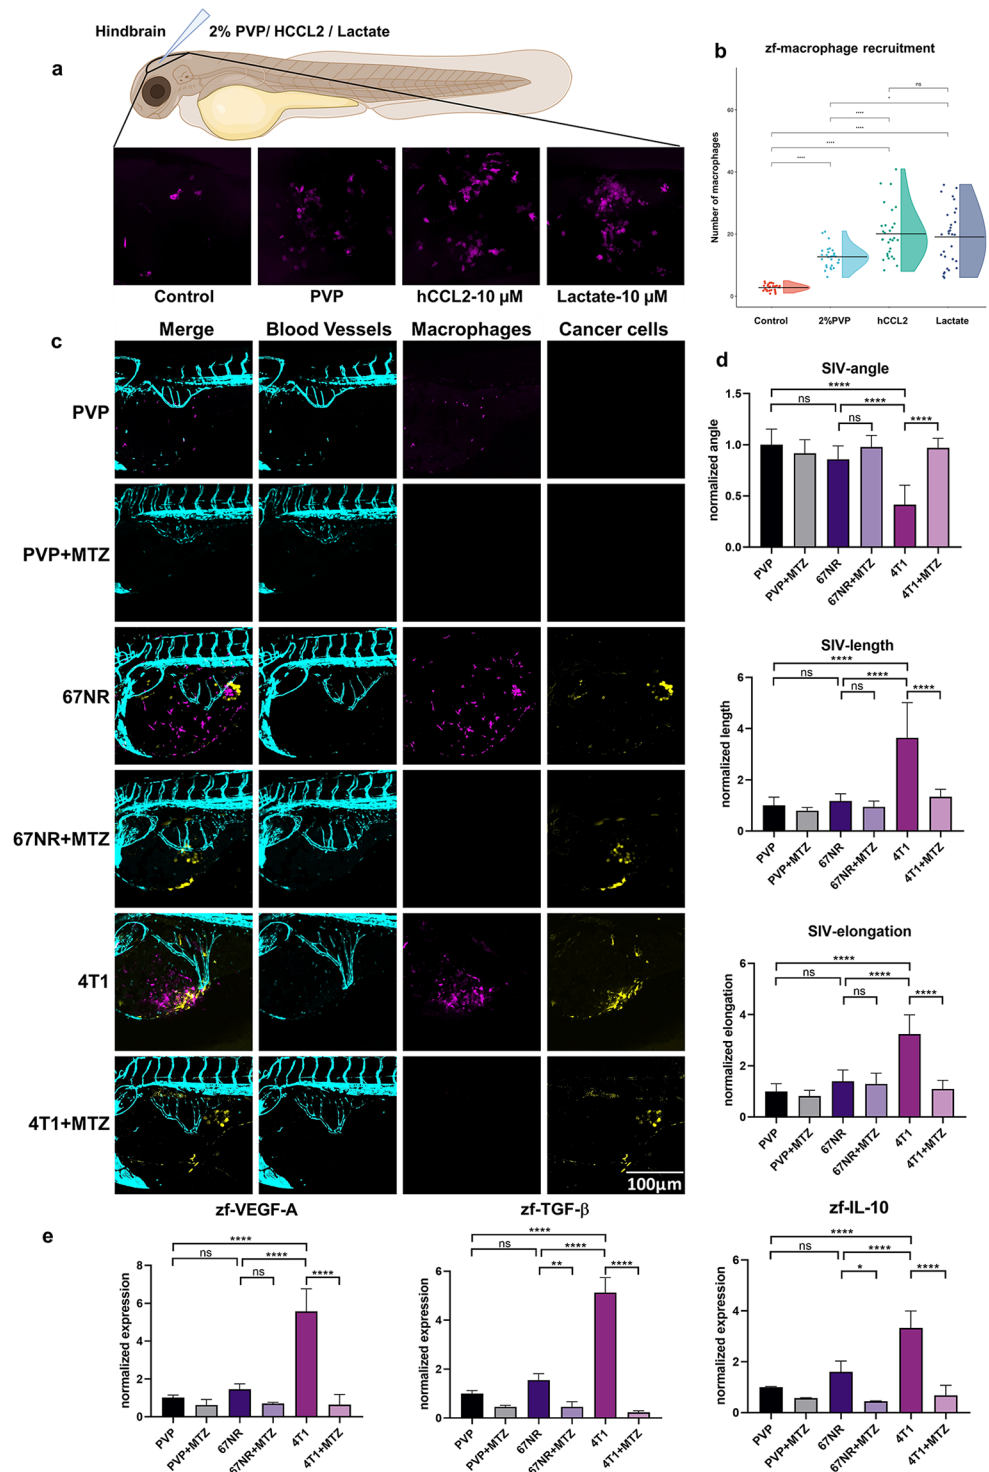 Hindbrain
2% PVP/ HCCL2 / Lactate
a
Control
PVP
hCCL2-10 µM
Lactate-10 µM
b
zf-macrophage recruitment
Number of macrophages
60
40
20
0
ns
*
****
****
****
****
Control
2%PVP
hCCL2
Lactate
c
Merge
Blood Vessels
Macrophages
Cancer cells
PVP
PVP+MTZ
67NR
67NR+MTZ
4T1
4T1+MTZ
100µm
d
SIV-angle
normalized angle
1.5
1.0
0.5
0.0
****
ns
****
ns
****
PVP
PVP+MTZ
67NR
67NR+MTZ
4T1
4T1+MTZ
SIV-length
normalized length
6
4
2
0
****
ns
****
ns
****
PVP
PVP+MTZ
67NR
67NR+MTZ
4T1
4T1+MTZ
SIV-elongation
normalized elongation
6
4
2
0
****
ns
****
ns
****
PVP
PVP+MTZ
67NR
67NR+MTZ
4T1
4T1+MTZ
e
zf-VEGF-A
normalized expression
8
6
4
2
0
****
ns
****
ns
****
PVP
PVP+MTZ
67NR
67NR+MTZ
4T1
4T1+MTZ
zf-TGF-β
normalized expression
6
4
2
0
****
ns
****
**
****
PVP
PVP+MTZ
67NR
67NR+MTZ
4T1
4T1+MTZ
zf-IL-10
normalized expression
6
4
2
0
****
ns
****
*
****
PVP
PVP+MTZ
67NR
67NR+MTZ
4T1
4T1+MTZ